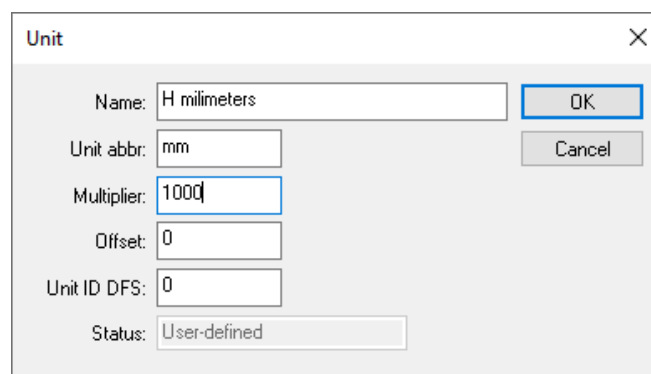 Unit
Name: H milimeters OK
Unit abbr: mm Cancel
Multiplier: 1000
Offset: 0
Unit ID DFS: 0
Status: User-defined